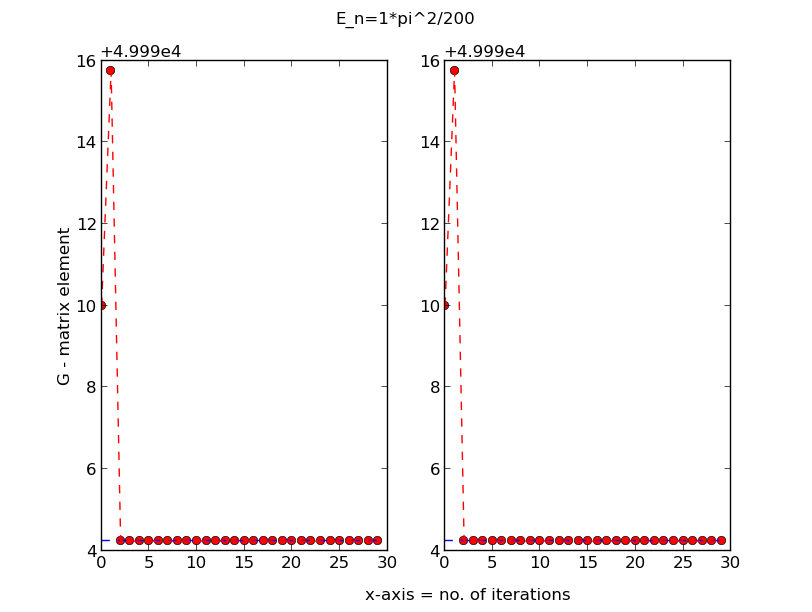 E_n=1*pi^2/200
+4.999e4 +4.999e4
16 16
14 14
12 12
10 10
8 8
6 6
4 4
0 5 10 15 20 25 30 0 5 10 15 20 25 30
G - matrix element
x-axis = no. of iterations